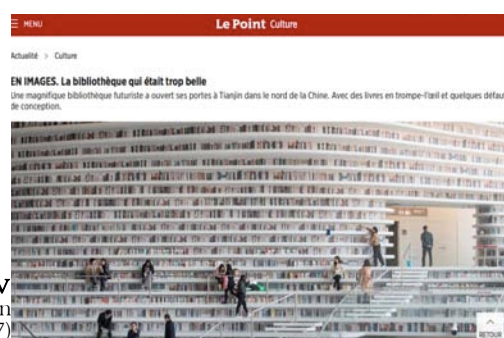 MENU
Le Point Culture
Actualité > Culture
EN IMAGES. La bibliothèque qui était trop belle
Une magnifique bibliothèque futuriste a ouvert ses portes à Tianjin dans le nord de la Chine. Avec des livres en trompe-l'œil et quelques défaut
de conception.
V
n
7)
RETOUR